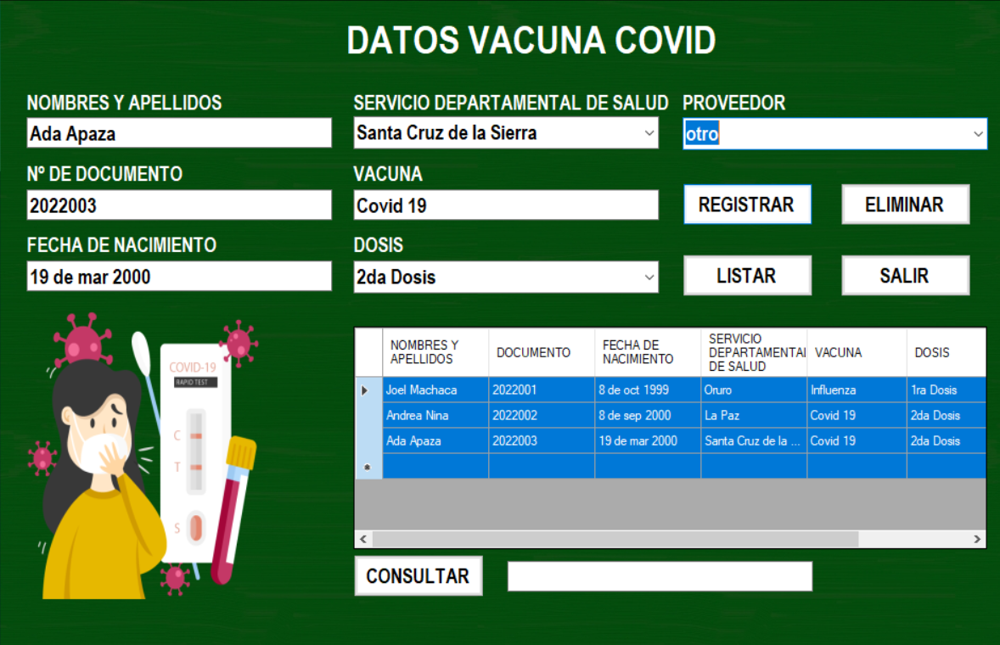 DATOS VACUNA COVID
NOMBRES Y APELLIDOS
Ada Apaza
SERVICIO DEPARTAMENTAL DE SALUD
Santa Cruz de la Sierra
PROVEEDOR
otro
Nº DE DOCUMENTO
2022003
VACUNA
Covid 19
REGISTRAR
ELIMINAR
FECHA DE NACIMIENTO
19 de mar 2000
DOSIS
2da Dosis
LISTAR
SALIR
COVID-19
RAPID TEST
C
T
S
NOMBRES Y APELLIDOS DOCUMENTO FECHA DE NACIMIENTO SERVICIO DEPARTAMENTAL DE SALUD VACUNA DOSIS
Joel Machaca 2022001 8 de oct 1999 Oruro Influenza 1ra Dosis
Andrea Nina 2022002 8 de sep 2000 La Paz Covid 19 2da Dosis
Ada Apaza 2022003 19 de mar 2000 Santa Cruz de la ... Covid 19 2da Dosis
CONSULTAR